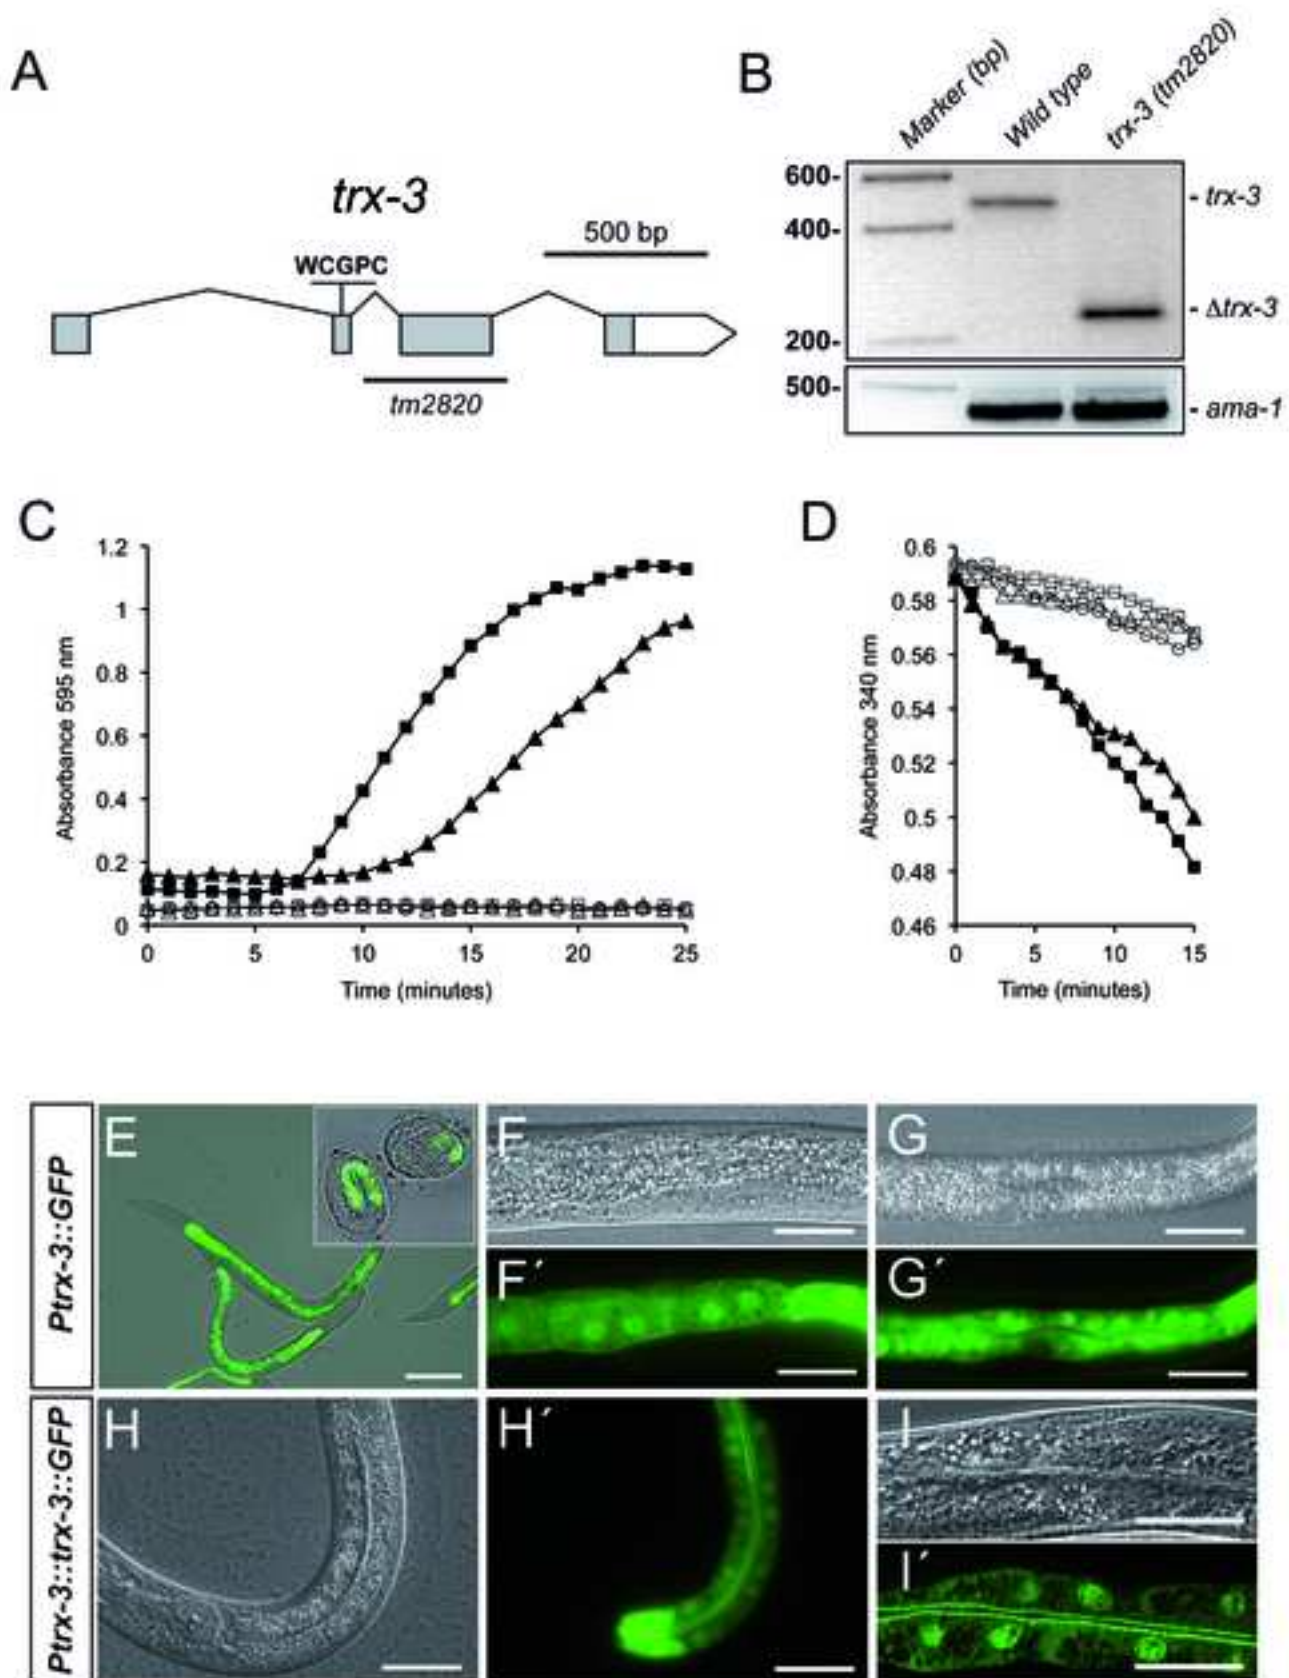 A
trx-3
WCGPC
500 bp
tm2820
B
Marker (bp)
Wild type
trx-3 (tm2820)
600-
400-
200-
500-
- trx-3
- Δtrx-3
- ama-1
C
Absorbance 595 nm
1.2
1
0.8
0.6
0.4
0.2
0
0 5 10 15 20 25
Time (minutes)
D
Absorbance 340 nm
0.6
0.58
0.56
0.54
0.52
0.5
0.48
0.46
0 5 10 15
Time (minutes)
Ptrx-3::GFP
E
F
G
F´
G´
Ptrx-3::trx-3::GFP
H
H´
I
I´